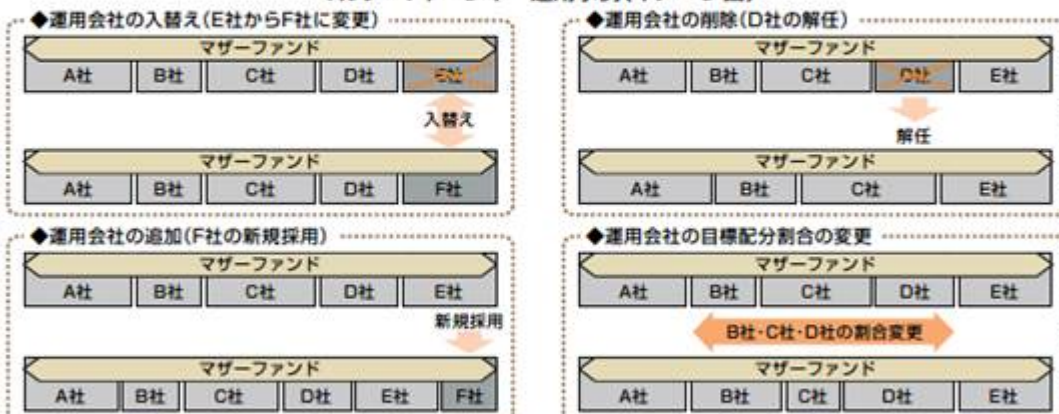 ◆運用会社の入替え(E社からF社に変更)
マザーファンド
A社 B社 C社 D社 E社
入替え
マザーファンド
A社 B社 C社 D社 F社
◆運用会社の削除(D社の解任)
マザーファンド
A社 B社 C社 D社 E社
解任
マザーファンド
A社 B社 C社 E社
◆運用会社の追加(F社の新規採用)
マザーファンド
A社 B社 C社 D社 E社
新規採用
マザーファンド
A社 B社 C社 D社 E社 F社
◆運用会社の目標配分割合の変更
マザーファンド
A社 B社 C社 D社 E社
B社・C社・D社の割合変更
マザーファンド
A社 B社 C社 D社 E社